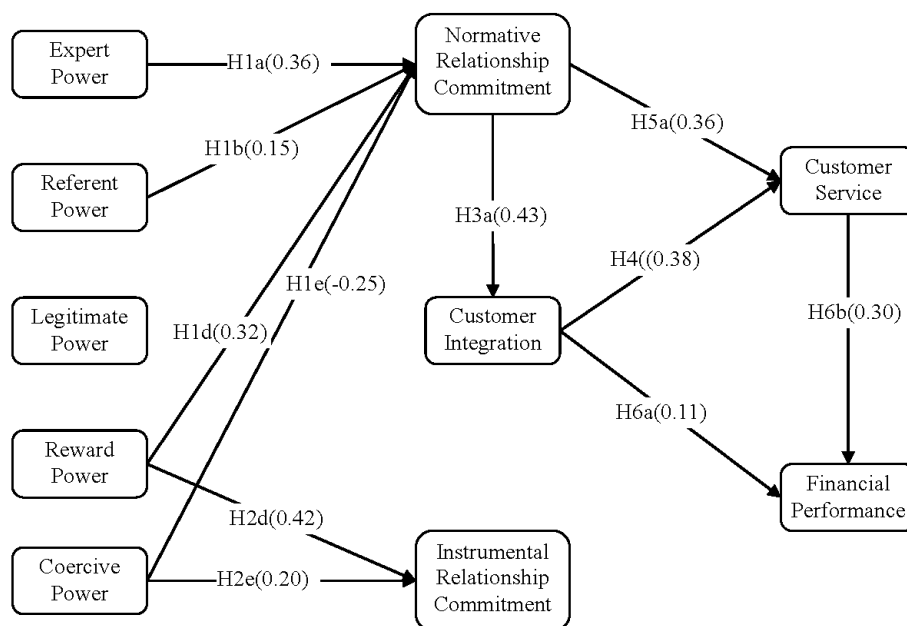 Expert
Power
H1a(0.36)
Normative
Relationship
Commitment
H5a(0.36)
H1b(0.15)
Referent
Power
Customer
Service
H3a(0.43)
H1e(-0.25)
H4((0.38)
Legitimate
Power
H1d(0.32)
Customer
Integration
H6b(0.30)
H6a(0.11)
Reward
Power
Financial
Performance
H2d(0.42)
Coercive
Power
H2e(0.20)
Instrumental
Relationship
Commitment